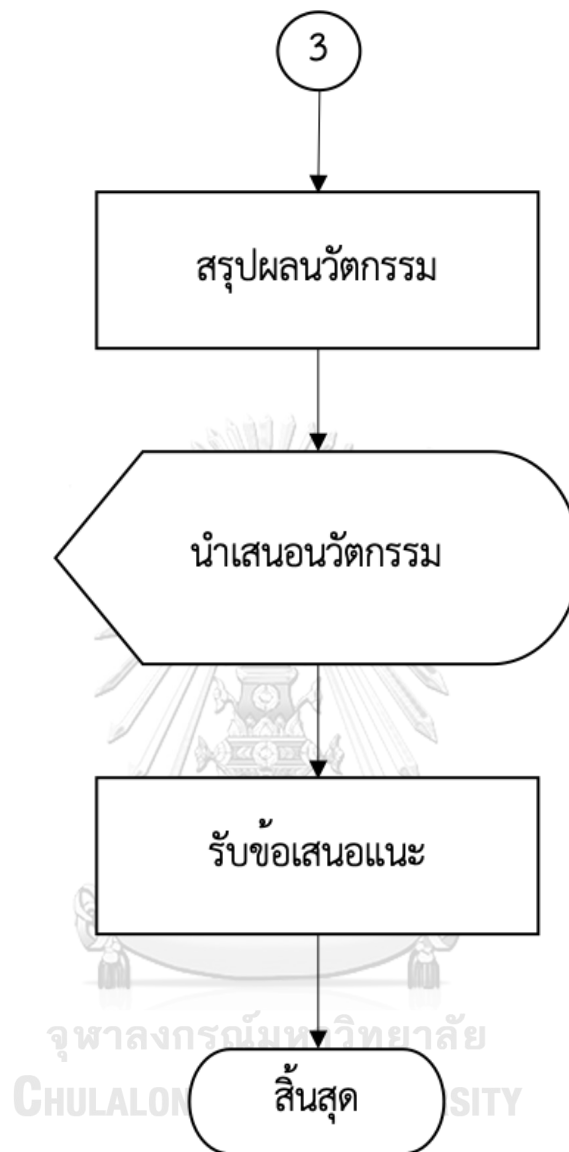 3
สรุปผลนวัตกรรม
นำเสนอนวัตกรรม
รับข้อเสนอแนะ
จุฬาลงกรณ์มหาวิทยาลัย
สิ้นสุด